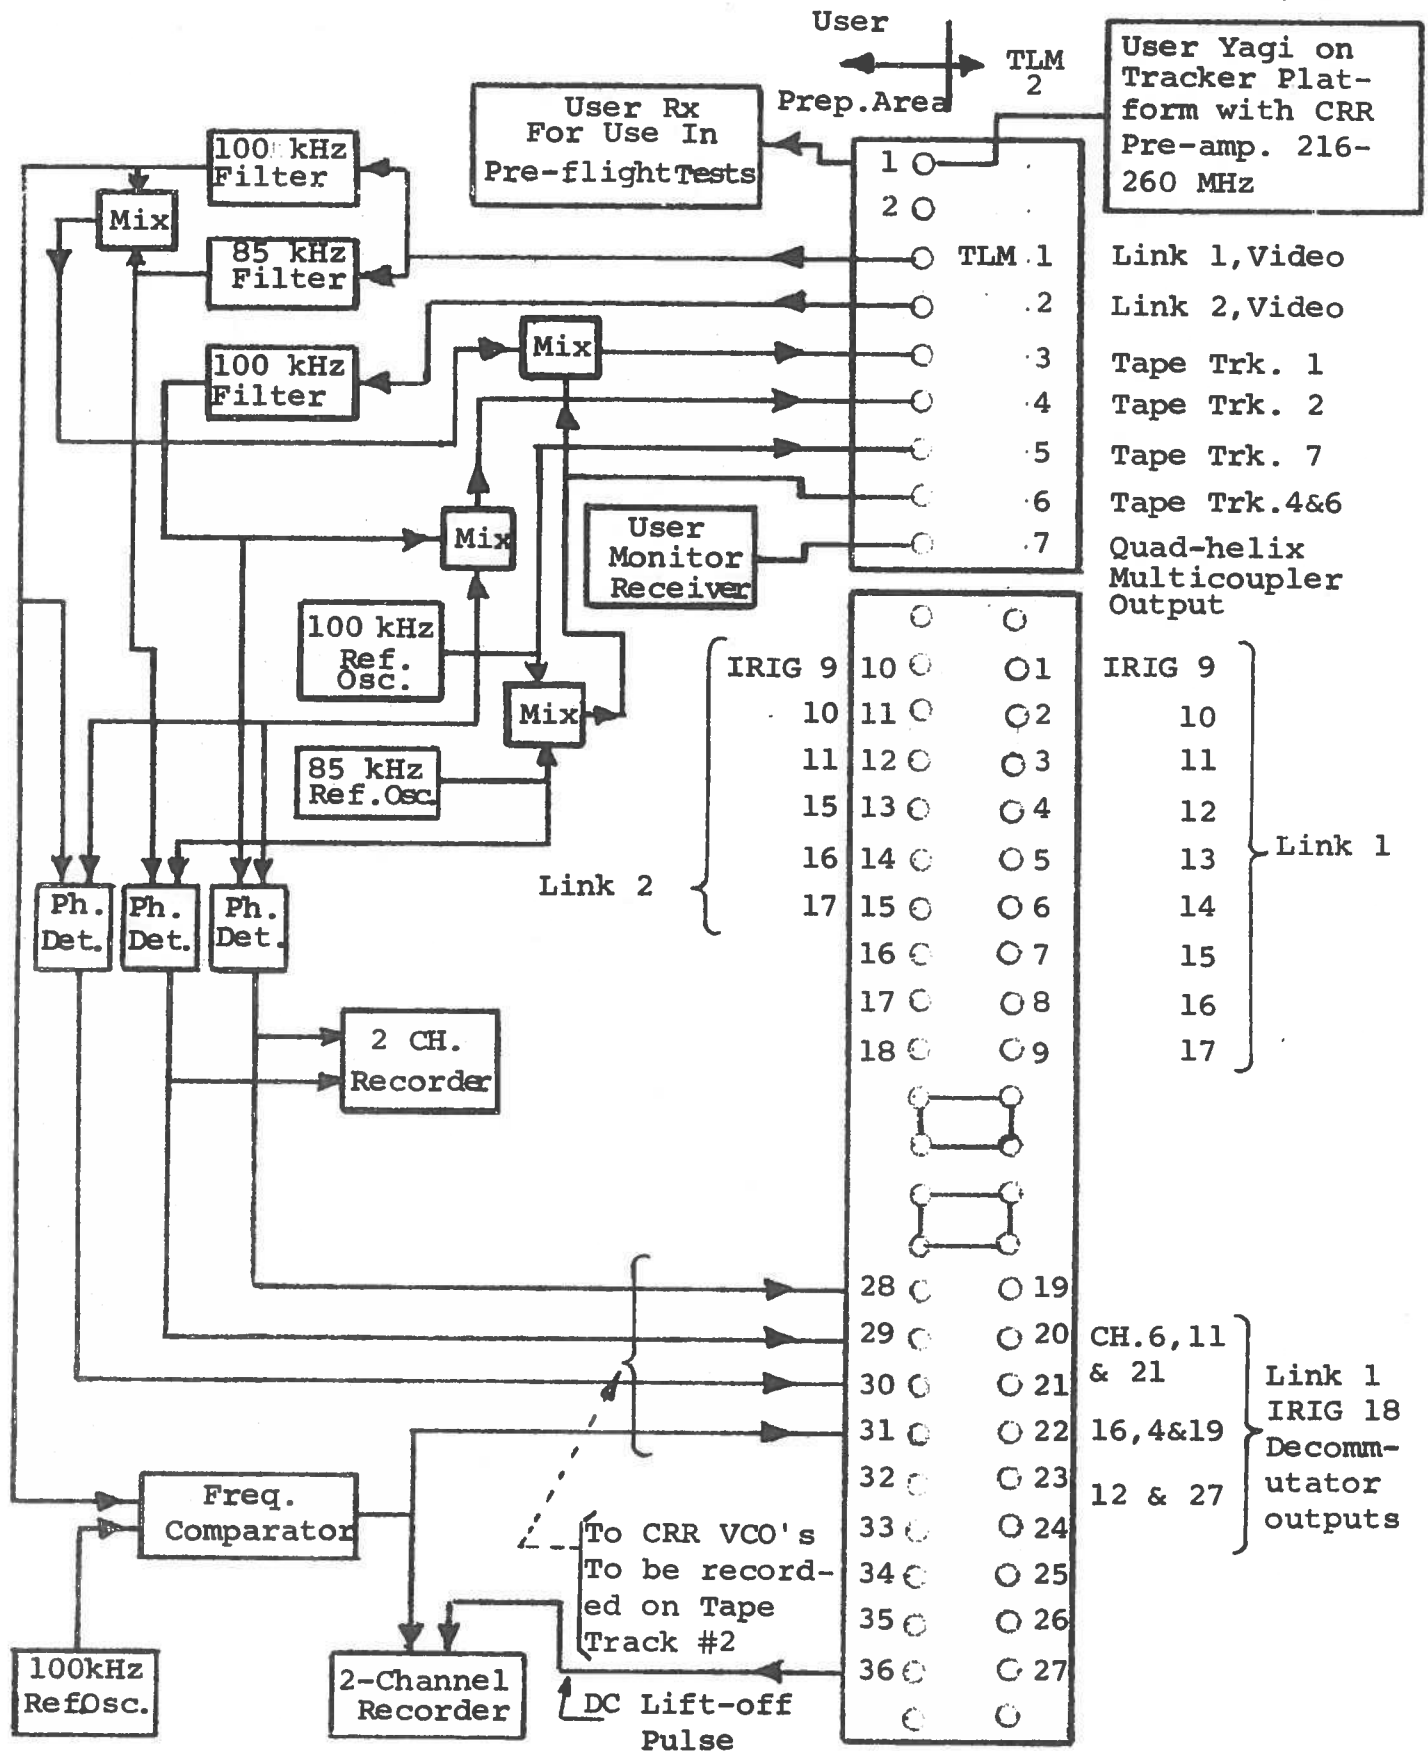 User
TLM
2
Prep.Area
User Yagi on
Tracker Plat-
form with CRR
Pre-amp. 216-
260 MHz
User Rx
For Use In
Pre-flight Tests
100 kHz
Filter
Mix
85 kHz
Filter
100 kHz
Filter
Mix
Mix
User
Monitor
Receiver
100 kHz
Ref.
Osc.
Mix
85 kHz
Ref.Osc.
1
2
TLM 1 Link 1,Video
.2 Link 2,Video
.3 Tape Trk. 1
.4 Tape Trk. 2
.5 Tape Trk. 7
.6 Tape Trk.4&6
.7 Quad-helix
Multicoupler
Output
IRIG 9 10 1 IRIG 9
10 11 2 10
11 12 3 11
15 13 4 12
16 14 5 13
17 15 6 14
16 7 15
17 8 16
18 9 17
Link 2
Link 1
Ph.
Det.
Ph.
Det.
Ph.
Det.
2 CH.
Recorder
28 19
29 20 CH.6,11
& 21
30 21
31 22 16,4&19
32 23 12 & 27
33 24
34 25
35 26
36 27
Link 1
IRIG 18
Decomm-
utator
outputs
Freq.
Comparator
To CRR VCO's
To be record-
ed on Tape
Track #2
100kHz
Ref Osc.
2-Channel
Recorder
DC Lift-off
Pulse